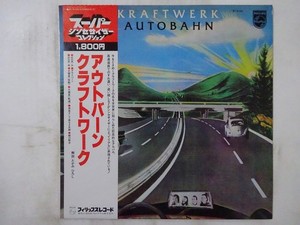 スーパー
シンセサイザー
コレクション
1,800円
アウトバーン
クラフトワーク
フィリップスレコード
KRAFTWERK
AUTOBAHN
PHILIPS